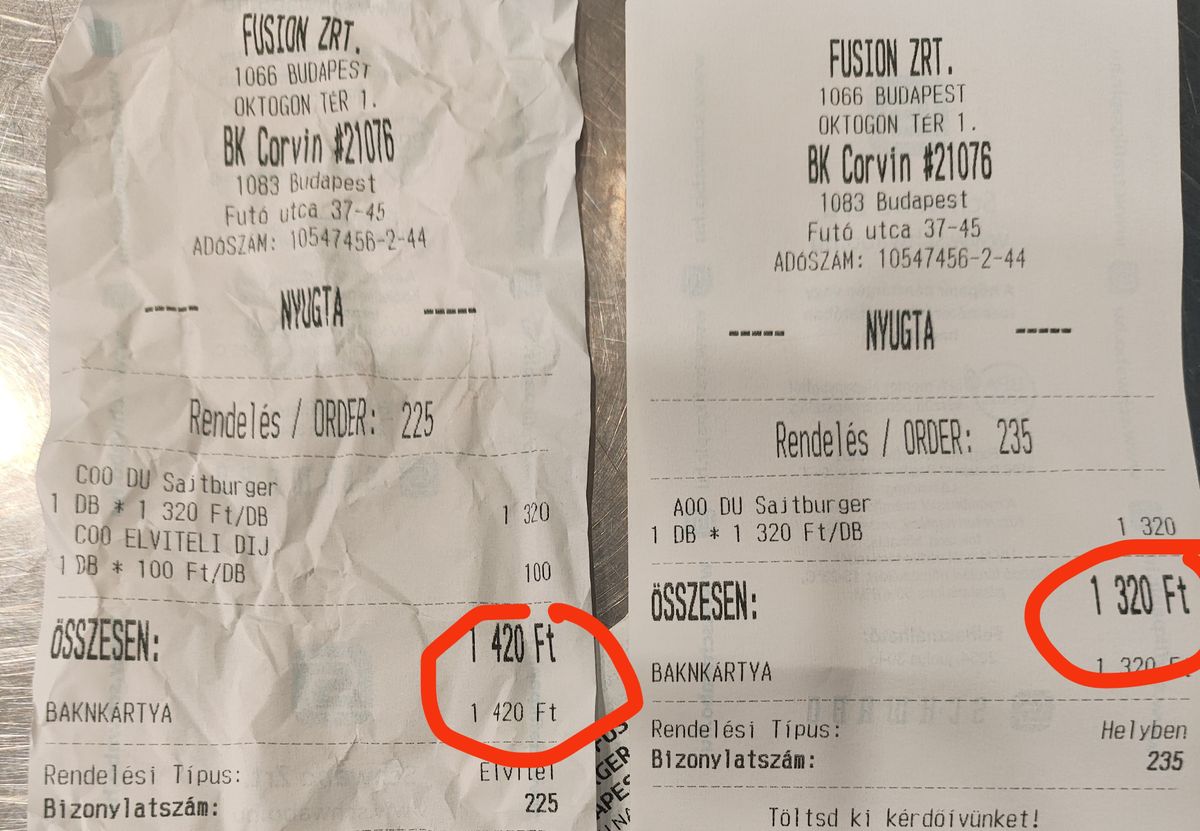 FUSION ZRT.
1066 BUDAPEST
OKTOGON TÉR 1.
BK Corvin #21076
1083 Budapest
Futó utca 37-45
ADÓSZÁM: 10547456-2-44
---- NYUGTA ----
Rendelés / ORDER: 225
C00 DU Sajtburger
1 DB * 1 320 Ft/DB 1 320
C00 ELVITELI DIJ
1 DB * 100 Ft/DB 100
ÖSSZESEN: 1 420 Ft
BAKNKÁRTYA 1 420 Ft
Rendelési Típus: Elvitel
Bizonylatszám: 225
FUSION ZRT.
1066 BUDAPEST
OKTOGON TÉR 1.
BK Corvin #21076
1083 Budapest
Futó utca 37-45
ADÓSZÁM: 10547456-2-44
---- NYUGTA -----
Rendelés / ORDER: 235
A00 DU Sajtburger
1 DB * 1 320 Ft/DB 1 320
ÖSSZESEN: 1 320 Ft
BAKNKÁRTYA 1 320 F
Rendelési Típus: Helyben
Bizonylatszám: 235
Töltsd ki kérdőívünket!